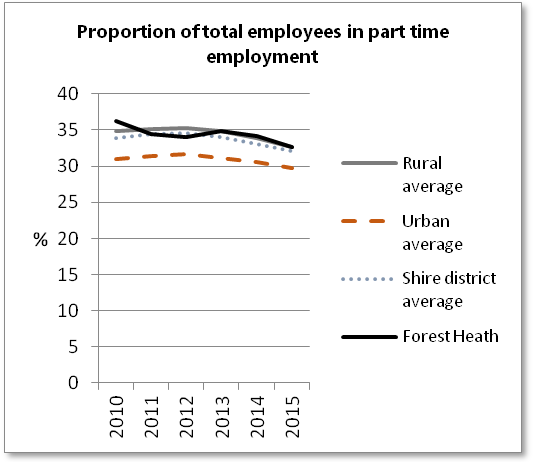 Proportion of total employees in part time
employment
40
35
30
25
20
15
10
5
0
%
2010
2011
2012
2013
2014
2015
Rural
average
Urban
average
Shire district
average
Forest Heath